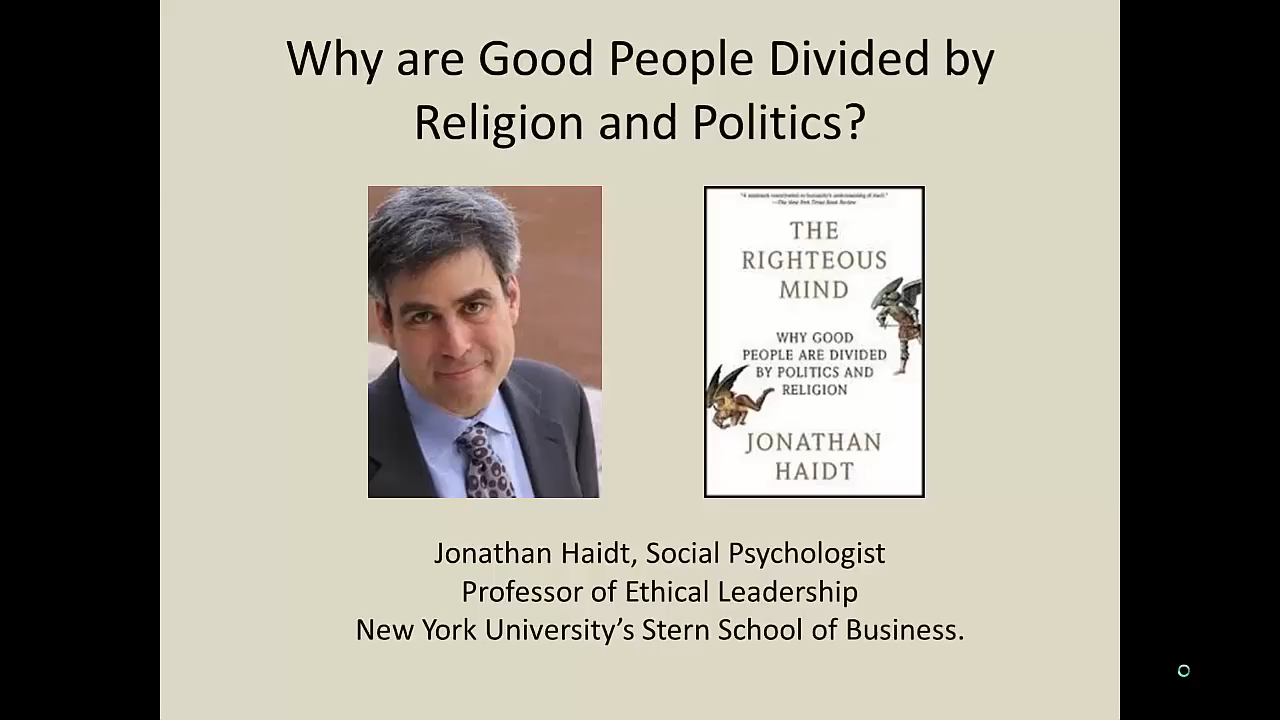 Why are Good People Divided by
Religion and Politics?
THE
RIGHTEOUS
MIND
WHY GOOD
PEOPLE ARE DIVIDED
BY POLITICS AND
RELIGION
JONATHAN
HAIDT
Jonathan Haidt, Social Psychologist
Professor of Ethical Leadership
New York University’s Stern School of Business.